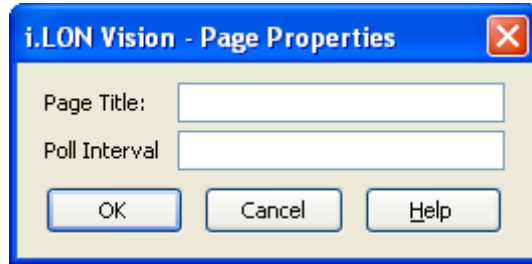 i.LON Vision - Page Properties
Page Title:
Poll Interval
OK Cancel Help